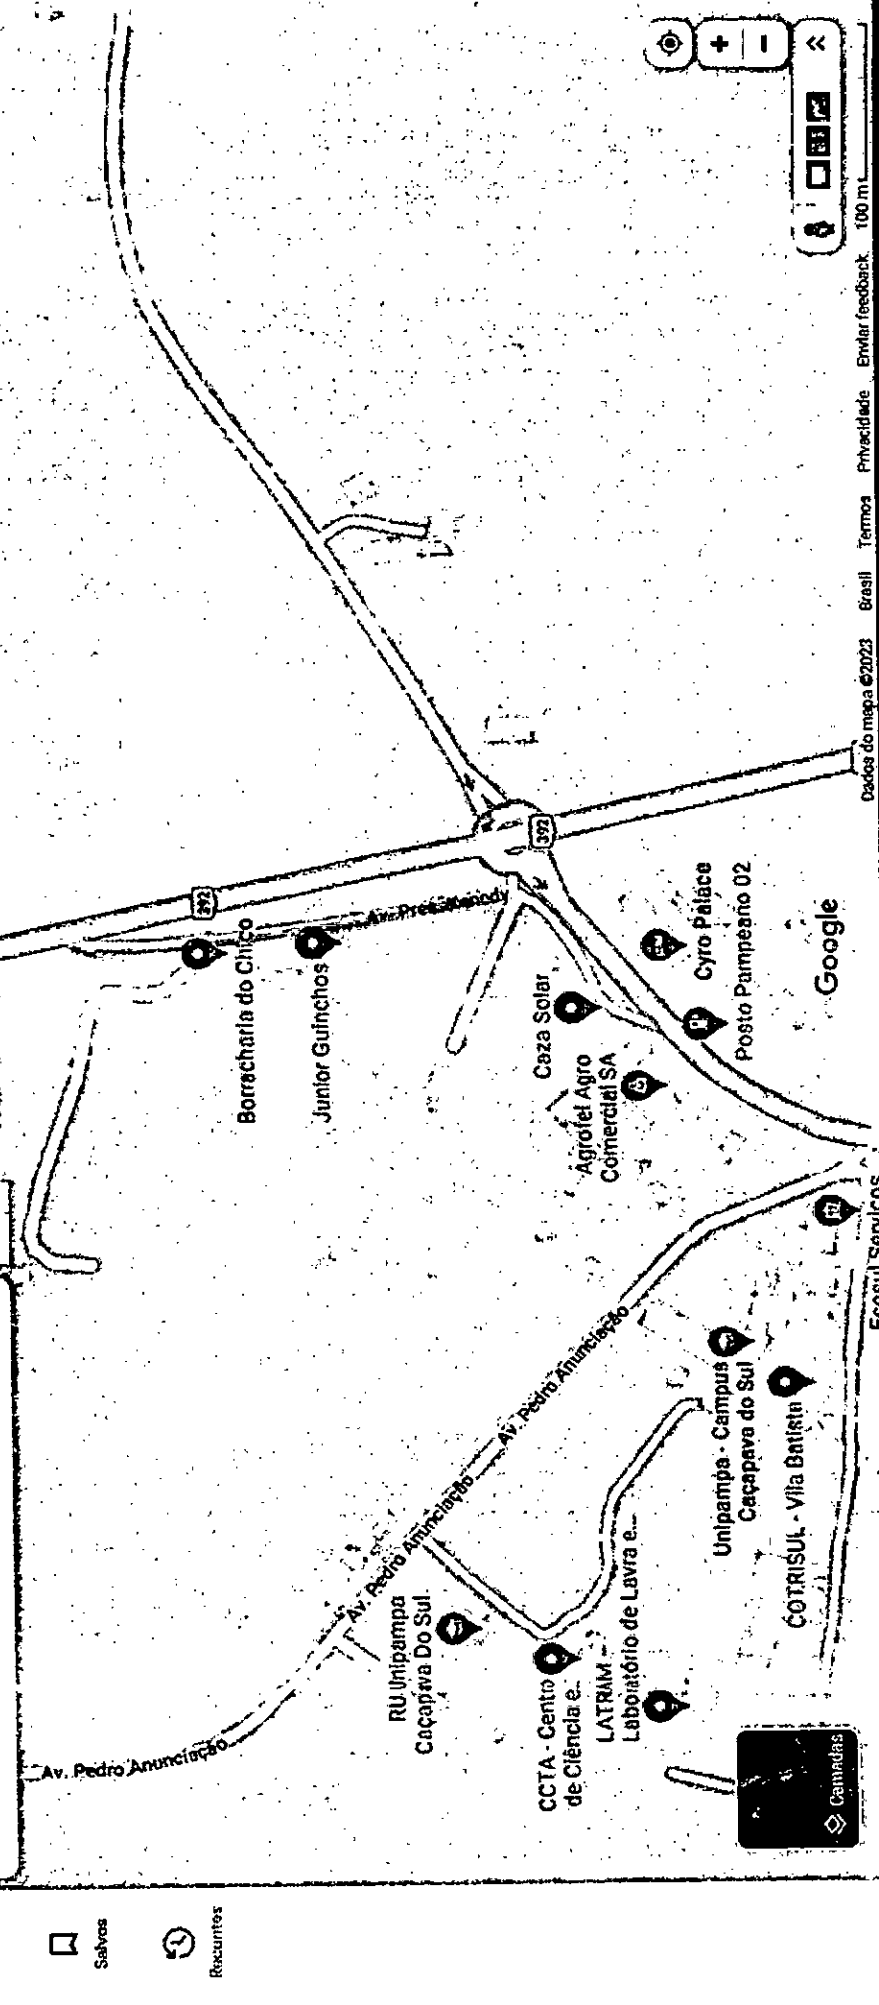 Salvos
Recentes
Av. Pedro Anunciação
Av. Pedro Anunciação
Av. Pedro Anunciação
RU Unipampa
Caçapava Do Sul
CCTA - Centro
de Ciência e...
LATRAM -
Laboratório de Lavra e...
Unipampa - Campus
Caçapava do Sul
COTRISUL - Vila Batista
Ecosul Serviços
392
Borracharia do Chico
Junior Guinchos
Av. Pres. Kennedy
392
Caza Solar
Agrofel Agro
Comercial SA
Cyro Palace
Posto Pampeano 02
Google
Camadas
Dados do mapa ©2023 Brasil Termos Privacidade Enviar feedback 100 m